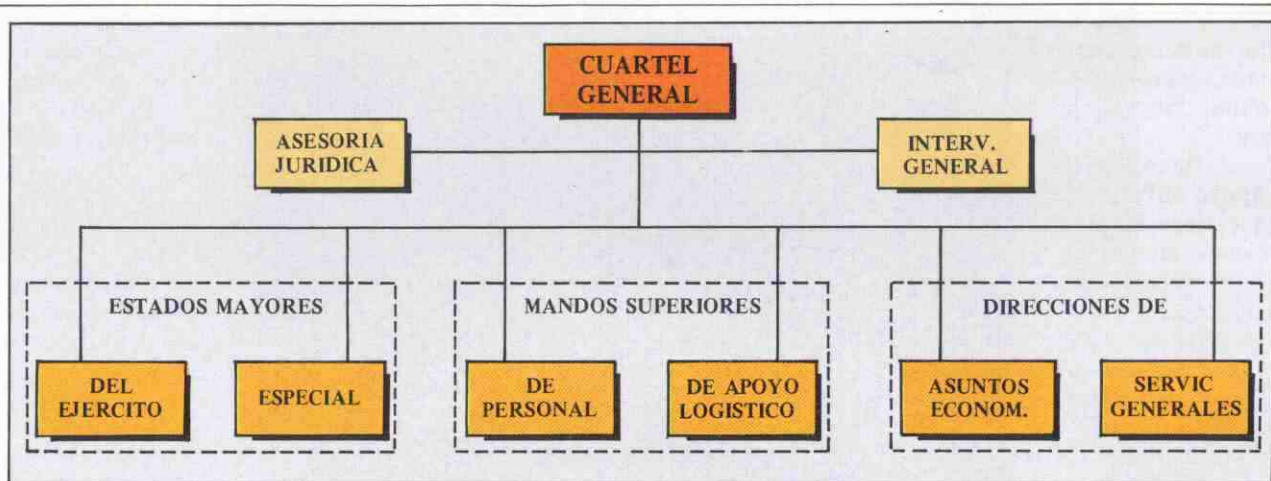 CUARTEL
GENERAL
ASESORIA
JURIDICA
INTERV.
GENERAL
ESTADOS MAYORES
MANDOS SUPERIORES
DIRECCIONES DE
DEL
EJERCITO
ESPECIAL
DE
PERSONAL
DE APOYO
LOGISTICO
ASUNTOS
ECONOM.
SERVIC
GENERALES